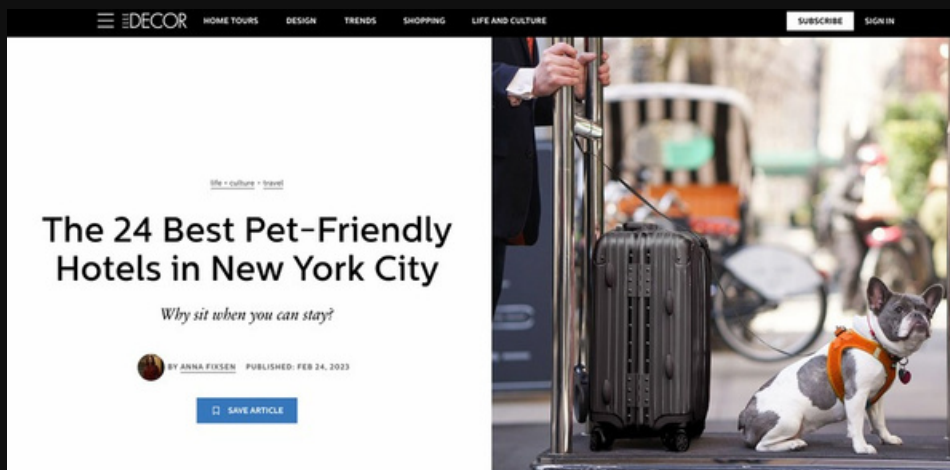 ELLE DECOR HOME TOURS DESIGN TRENDS SHOPPING LIFE AND CULTURE SUBSCRIBE SIGN IN
life + culture > travel
The 24 Best Pet-Friendly
Hotels in New York City
Why sit when you can stay?
BY ANNA FIXSEN PUBLISHED: FEB 24, 2023
SAVE ARTICLE